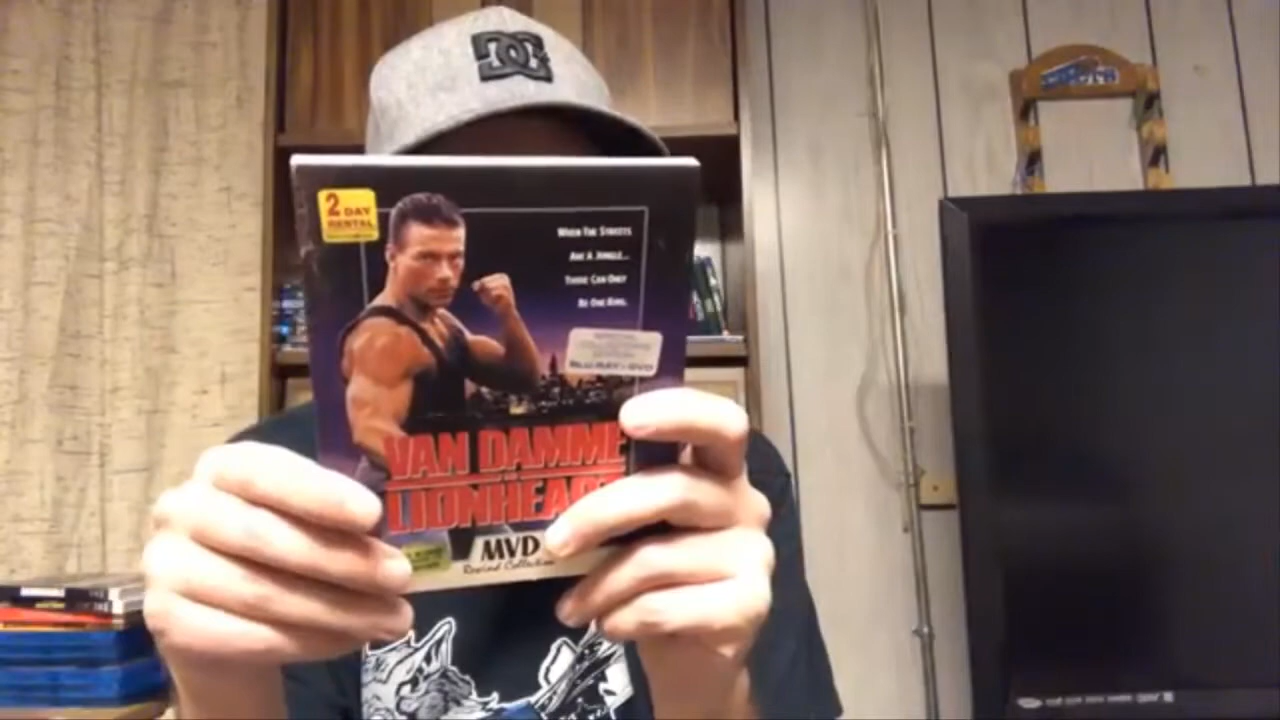 DC
2 DAY
RENTAL
WHEN THE STREETS
ARE A JUNGLE...
THERE CAN ONLY
BE ONE KING.
BLU-RAY + DVD
VAN DAMME
LIONHEA
MVD
Rewind Collection